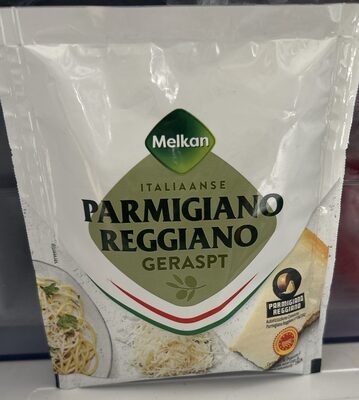 Melkan
ITALIAANSE
PARMIGIANO
REGGIANO
GERASPT
PARMIGIANO
REGGIANO